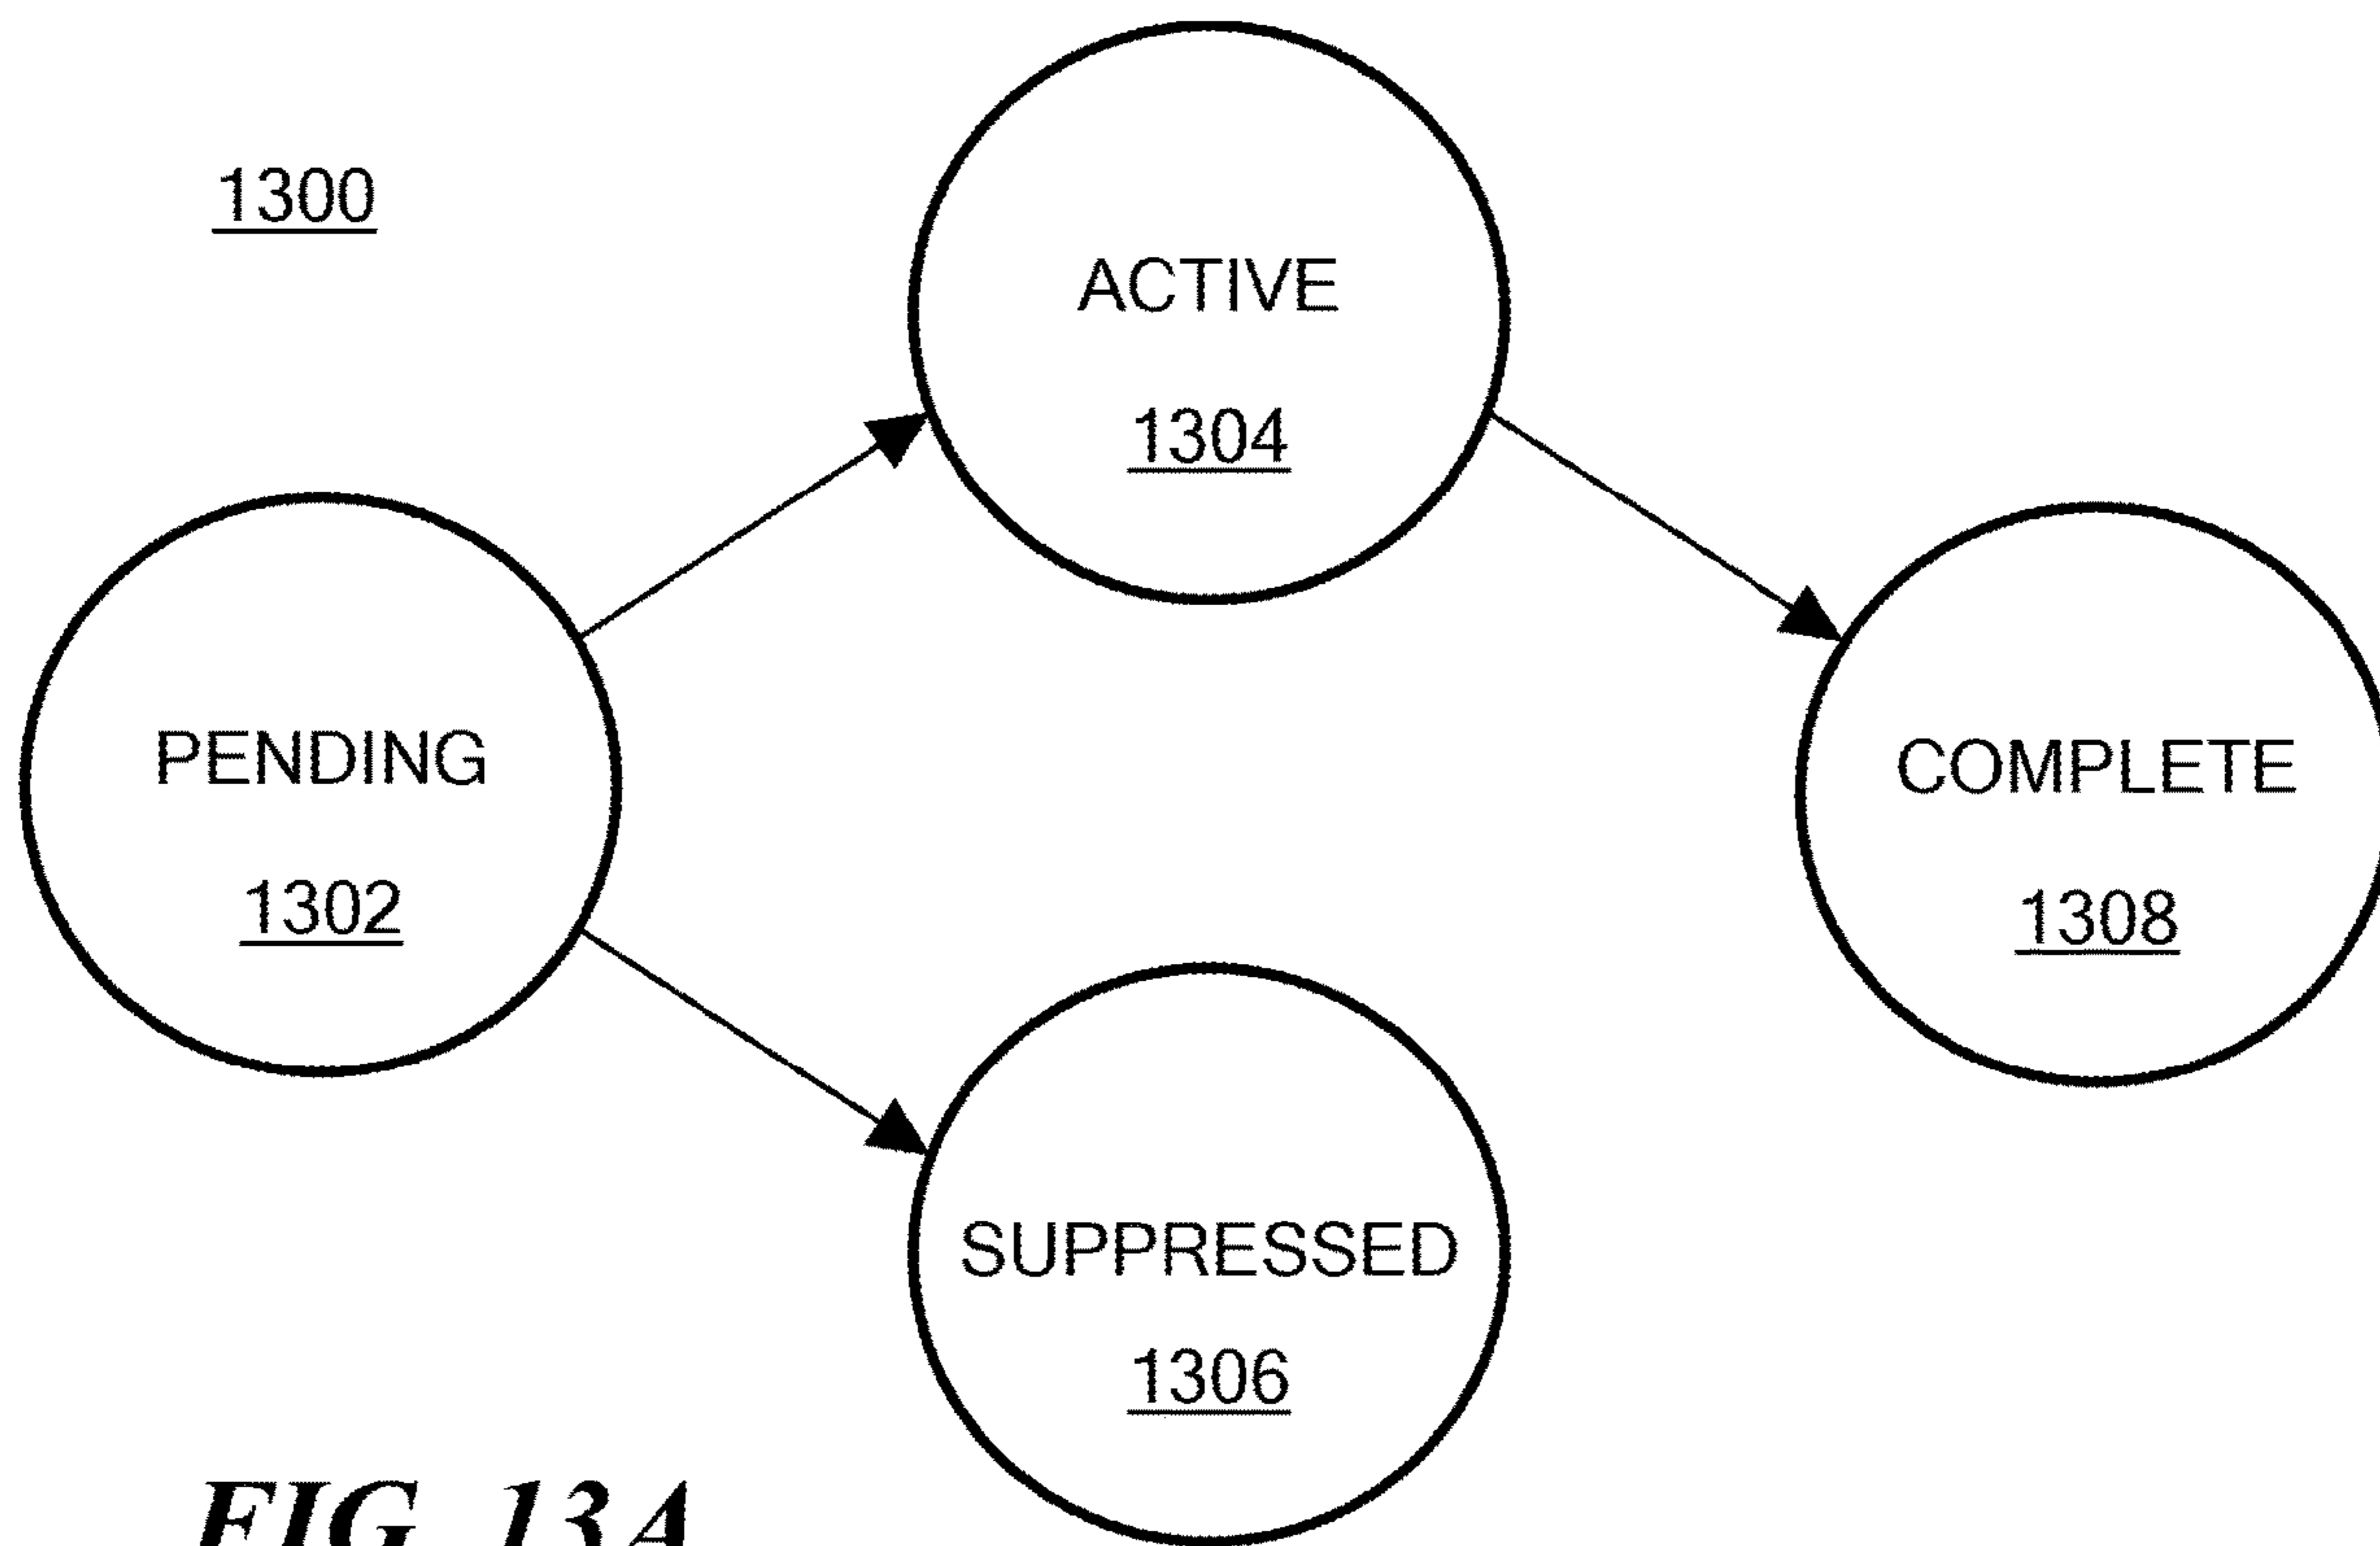 1300
ACTIVE
1304
PENDING
1302
COMPLETE
1308
SUPPRESSED
1306
FIG. 13A